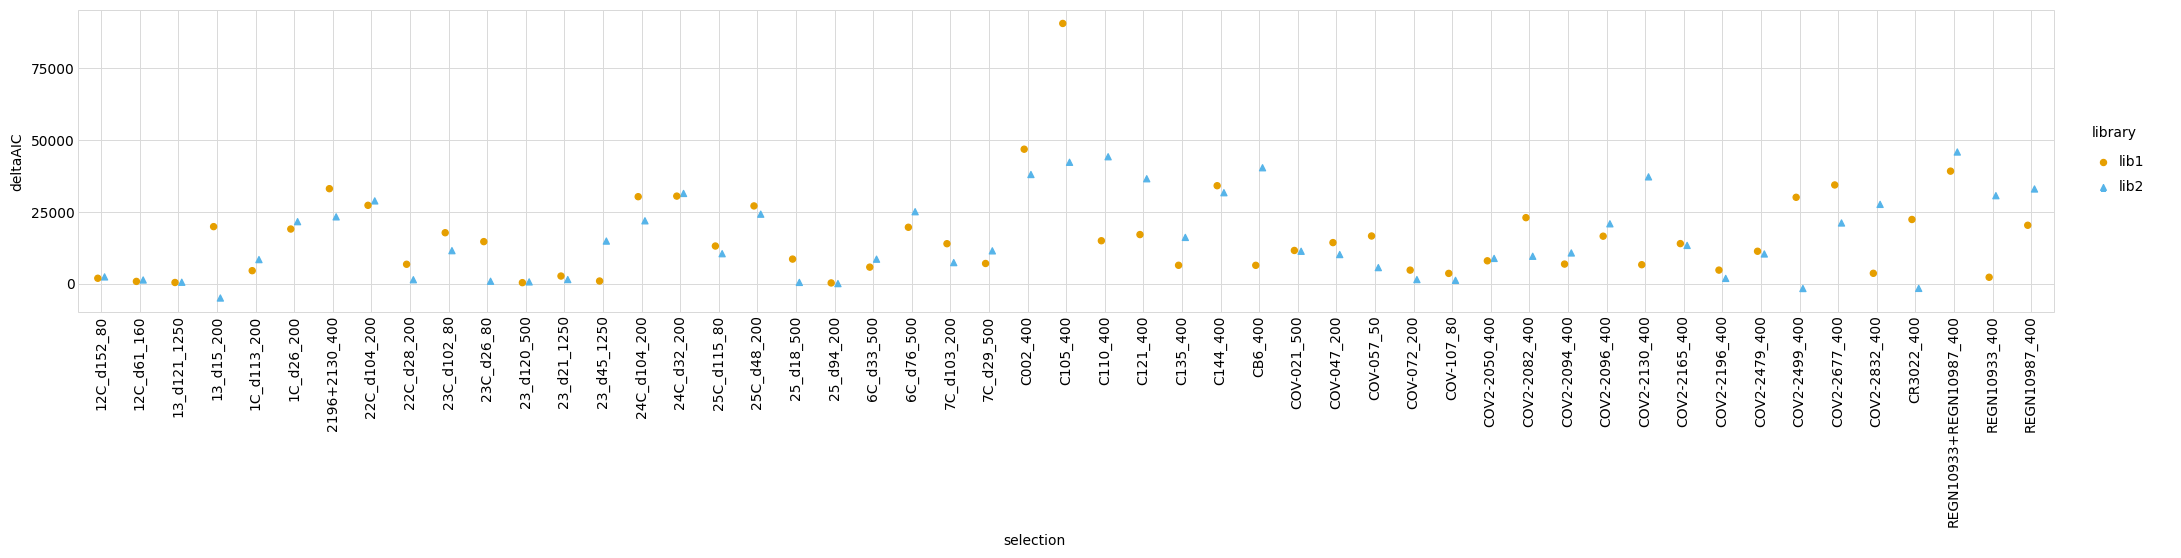 deltaAIC
75000
50000
25000
0
12C_d152_80
12C_d61_160
13_d121_1250
13_d15_200
1C_d113_200
1C_d26_200
2196+2130_400
22C_d104_200
22C_d28_200
23C_d102_80
23C_d26_80
23_d120_500
23_d21_1250
23_d45_1250
24C_d104_200
24C_d32_200
25C_d115_80
25C_d48_200
25_d18_500
25_d94_200
6C_d33_500
6C_d76_500
7C_d103_200
7C_d29_500
C002_400
C105_400
C110_400
C121_400
C135_400
C144_400
CB6_400
COV-021_500
COV-047_200
COV-057_50
COV-072_200
COV-107_80
COV2-2050_400
COV2-2082_400
COV2-2094_400
COV2-2096_400
COV2-2130_400
COV2-2165_400
COV2-2196_400
COV2-2479_400
COV2-2499_400
COV2-2677_400
COV2-2832_400
CR3022_400
REGN10933+REGN10987_400
REGN10933_400
REGN10987_400
selection
library
lib1
lib2